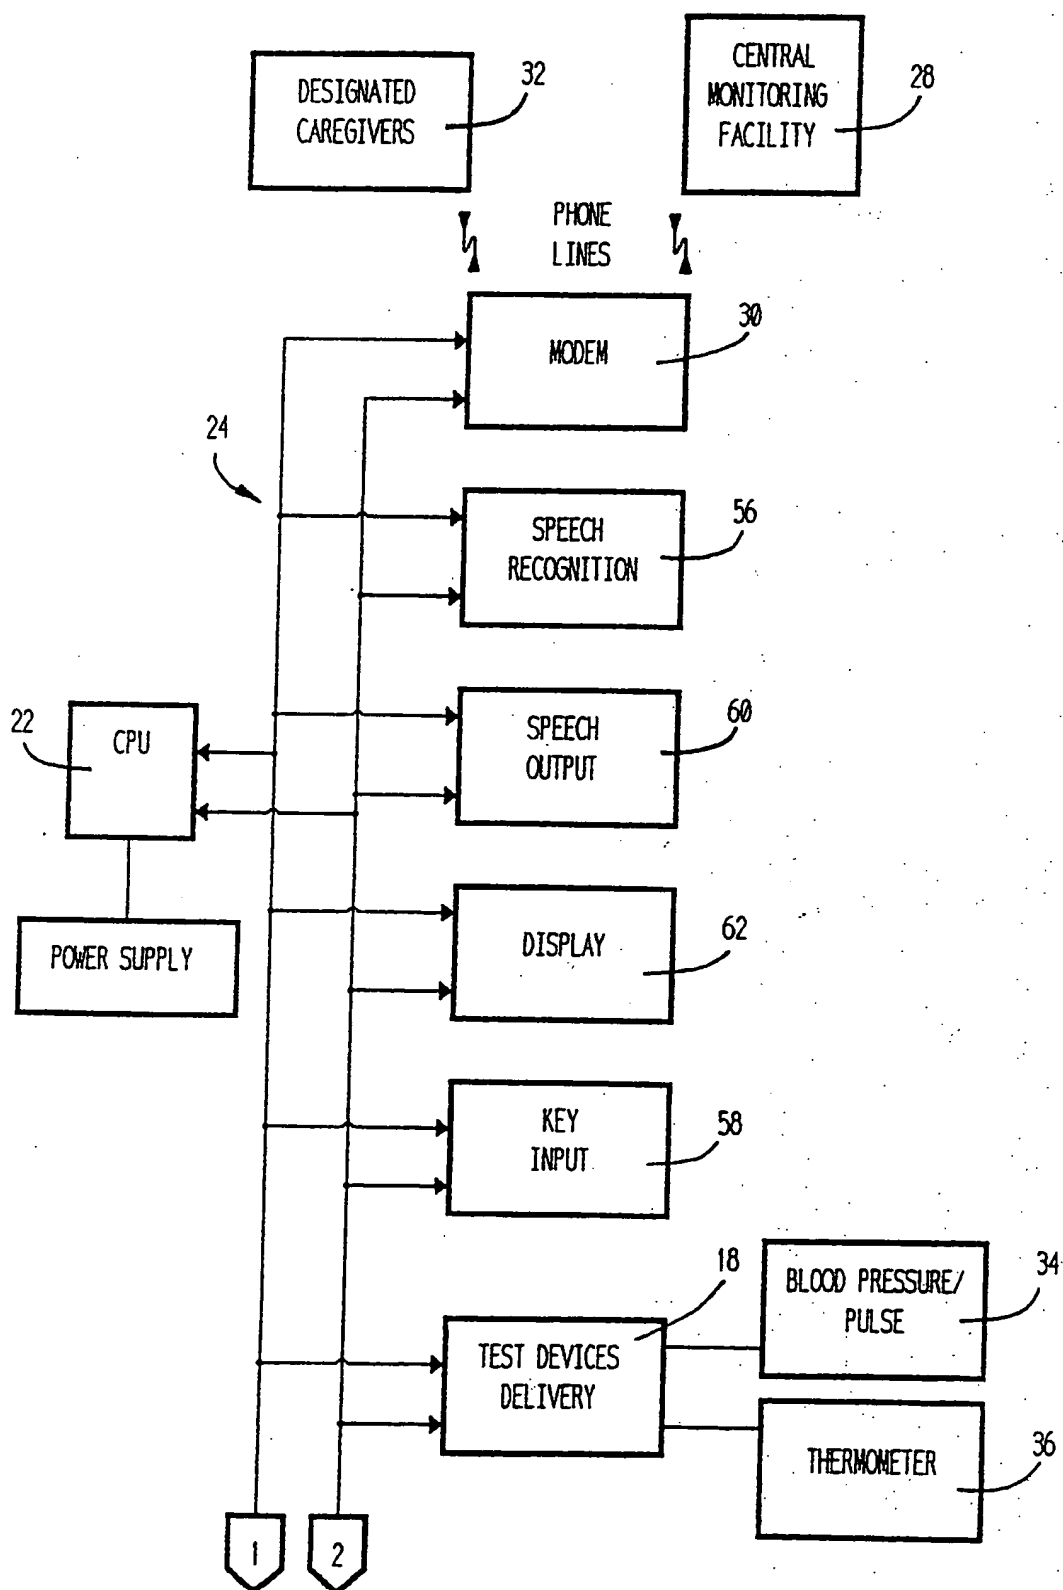 DESIGNATED
CAREGIVERS
32
CENTRAL
MONITORING
FACILITY
28
PHONE
LINES
MODEM
30
24
SPEECH
RECOGNITION
56
22
CPU
SPEECH
OUTPUT
60
POWER SUPPLY
DISPLAY
62
KEY
INPUT
58
18
TEST DEVICES
DELIVERY
BLOOD PRESSURE/
PULSE
34
THERMOMETER
36
1
2